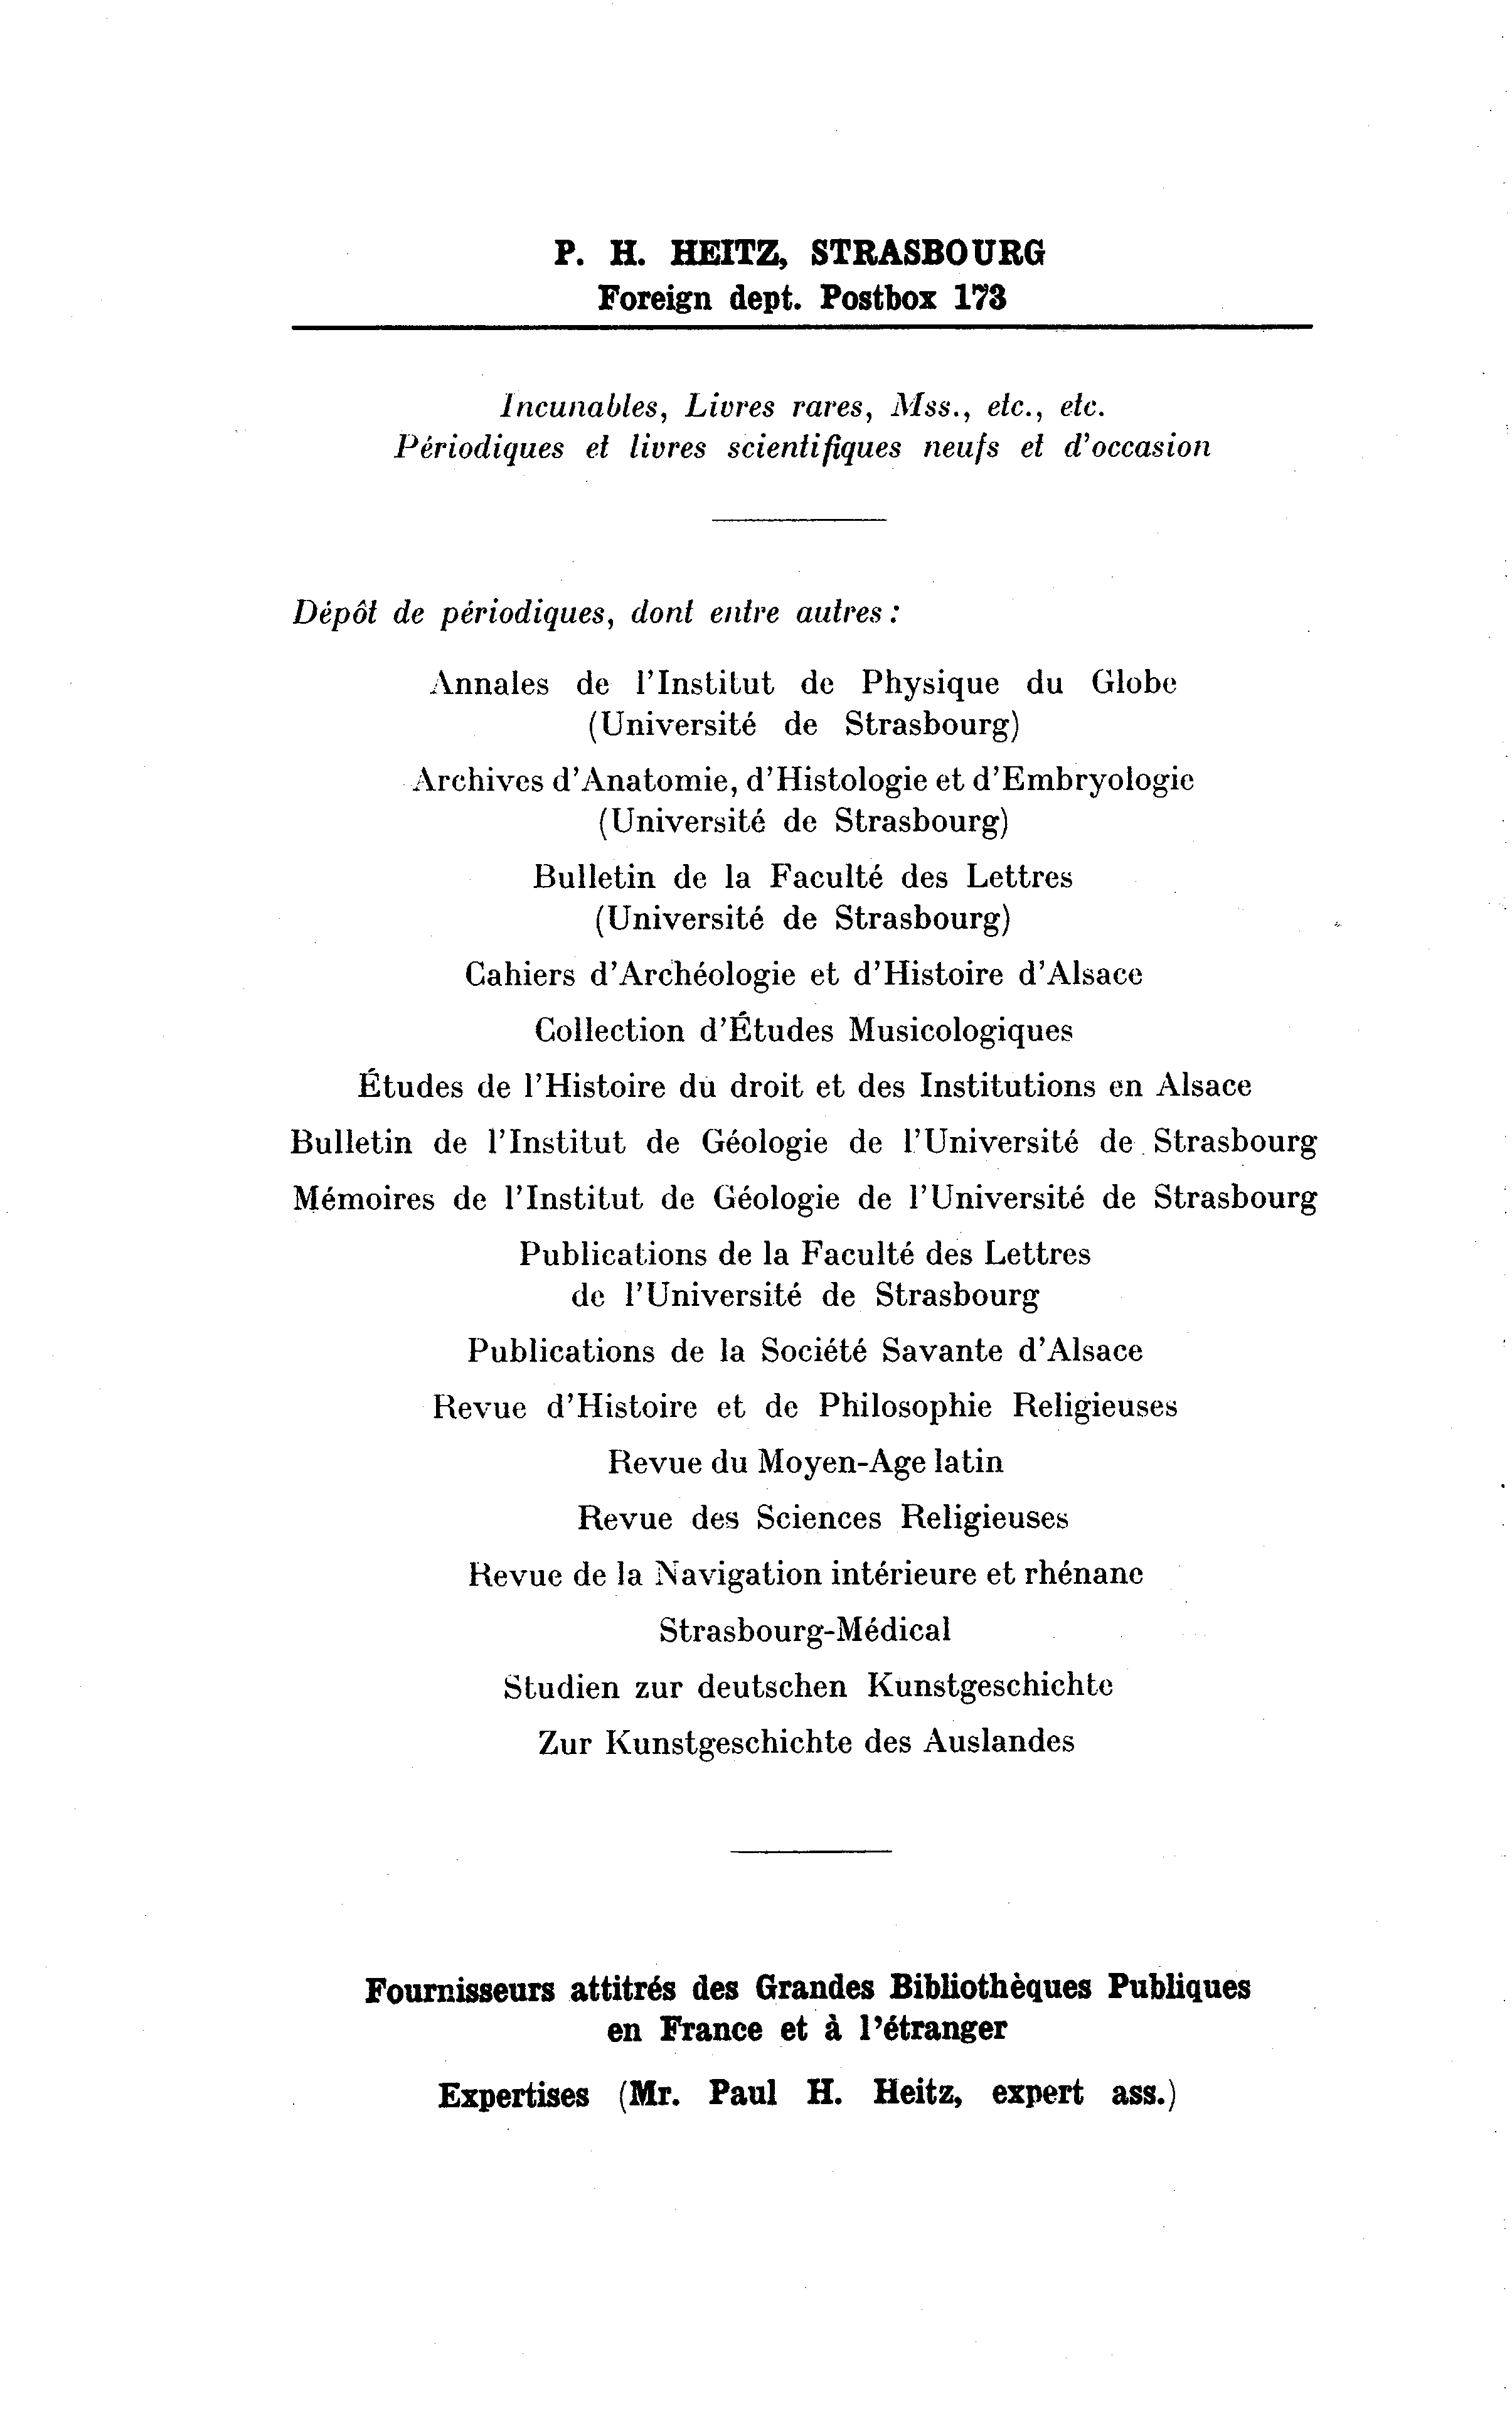 P. H. HEITZ, STRASBOURG
Foreign dept. Postbox 173
Incunables, Livres rares, Mss., etc., etc.
Périodiques et livres scientifiques neufs et d'occasion
Dépôt de périodiques, dont entre autres :
Annales de l'Institut de Physique du Globe
(Université de Strasbourg)
Archives d'Anatomie, d'Histologie et d'Embryologie
(Université de Strasbourg)
Bulletin de la Faculté des Lettres
(Université de Strasbourg)
Cahiers d'Archéologie et d'Histoire d'Alsace
Collection d'Études Musicologiques
Études de l'Histoire du droit et des Institutions en Alsace
Bulletin de l'Institut de Géologie de l'Université de Strasbourg
Mémoires de l'Institut de Géologie de l'Université de Strasbourg
Publications de la Faculté des Lettres
de l'Université de Strasbourg
Publications de la Société Savante d'Alsace
Revue d'Histoire et de Philosophie Religieuses
Revue du Moyen-Age latin
Revue des Sciences Religieuses
Revue de la Navigation intérieure et rhénane
Strasbourg-Médical
Studien zur deutschen Kunstgeschichte
Zur Kunstgeschichte des Auslandes
Fournisseurs attitrés des Grandes Bibliothèques Publiques
en France et à l'étranger
Expertises (Mr. Paul H. Heitz, expert ass.)